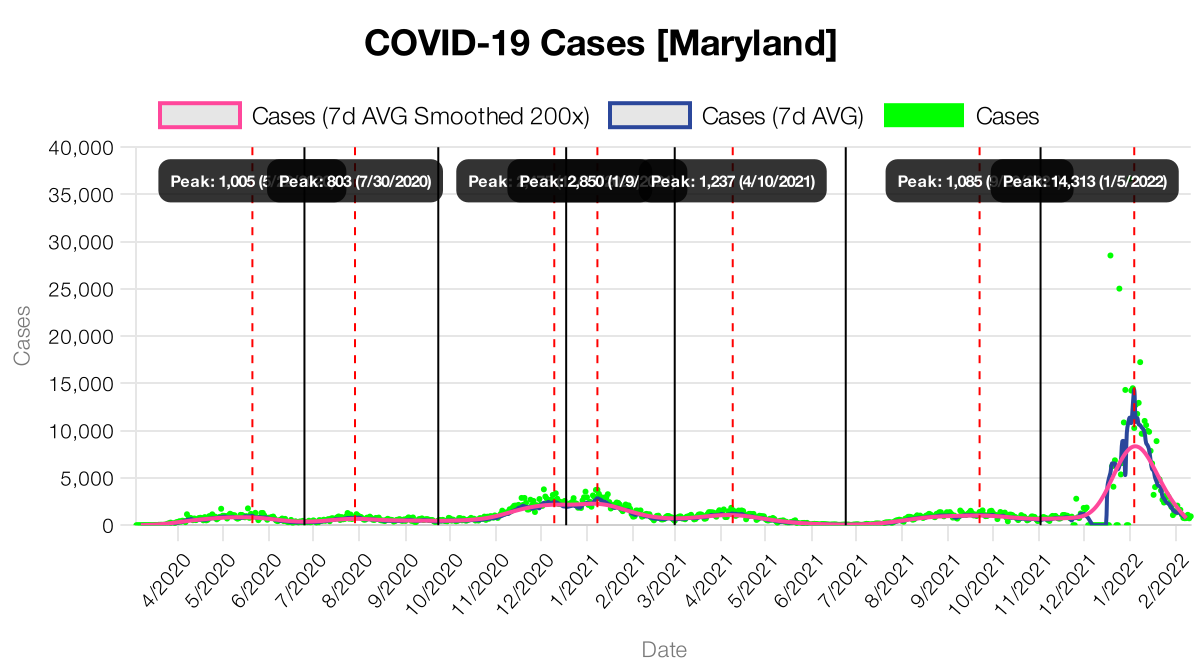 COVID-19 Cases [Maryland]
Cases (7d AVG Smoothed 200x)
Cases (7d AVG)
Cases
40,000
35,000
30,000
25,000
20,000
15,000
10,000
5,000
0
Cases
Peak: 1,005
Peak: 803 (7/30/2020)
Peak:
Peak: 2,850 (1/9/
Peak: 1,237 (4/10/2021)
Peak: 1,085
Peak: 14,313 (1/5/2022)
4/2020
5/2020
6/2020
7/2020
8/2020
9/2020
10/2020
11/2020
12/2020
1/2021
2/2021
3/2021
4/2021
5/2021
6/2021
7/2021
8/2021
9/2021
10/2021
11/2021
12/2021
1/2022
2/2022
Date